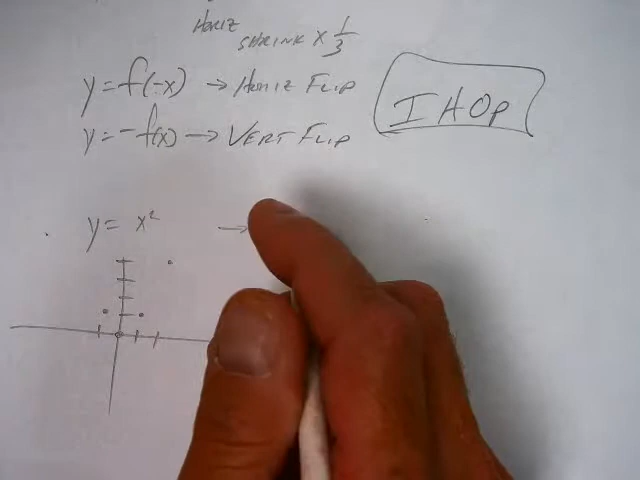 HORIZ
SHRINK x 1/3
y = f(-x) → HORIZ FLIP
y = -f(x) → VERT FLIP
IHOP
y = x² →